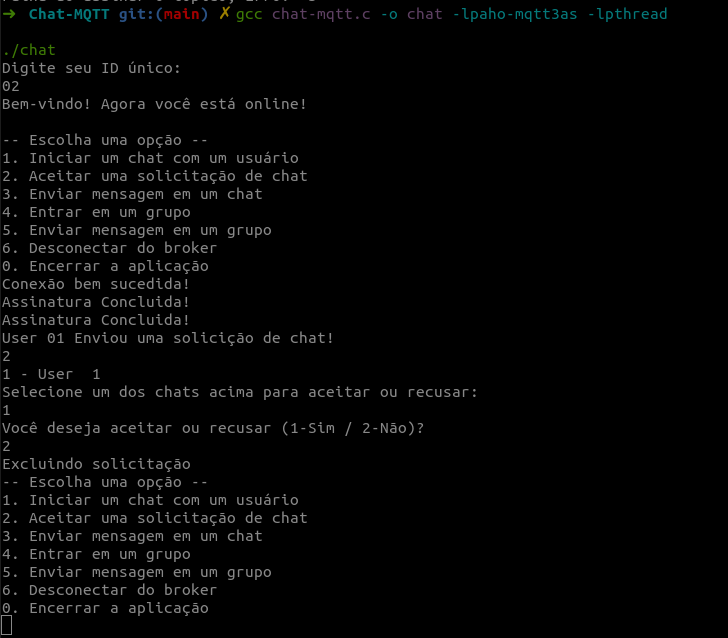 ➜ Chat-MQTT git:(main) ✗ gcc chat-mqtt.c -o chat -lpaho-mqtt3as -lpthread
./chat
Digite seu ID único:
02
Bem-vindo! Agora você está online!
-- Escolha uma opção --
1. Iniciar um chat com um usuário
2. Aceitar uma solicitação de chat
3. Enviar mensagem em um chat
4. Entrar em um grupo
5. Enviar mensagem em um grupo
6. Desconectar do broker
0. Encerrar a aplicação
Conexão bem sucedida!
Assinatura Concluida!
Assinatura Concluida!
User 01 Enviou uma solicição de chat!
2
1 - User  1
Selecione um dos chats acima para aceitar ou recusar:
1
Você deseja aceitar ou recusar (1-Sim / 2-Não)?
2
Excluindo solicitação
-- Escolha uma opção --
1. Iniciar um chat com um usuário
2. Aceitar uma solicitação de chat
3. Enviar mensagem em um chat
4. Entrar em um grupo
5. Enviar mensagem em um grupo
6. Desconectar do broker
0. Encerrar a aplicação